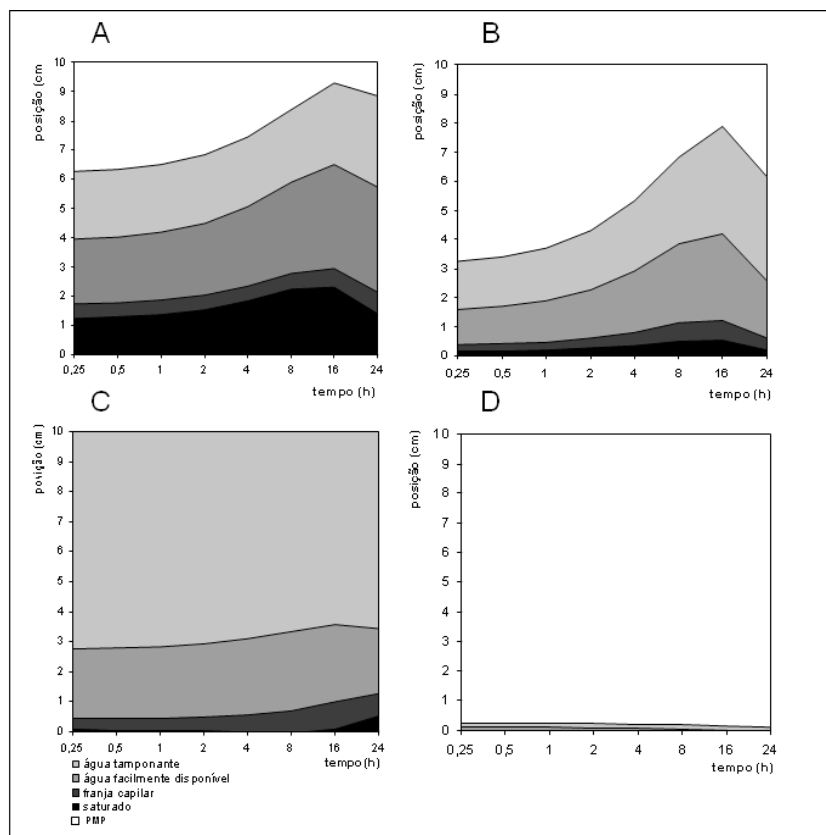 A
posição (cm
10
9
8
7
6
5
4
3
2
1
0
0,25 0,5 1 2 4 8 16 24
tempo (h)
B
posição (cm)
10
9
8
7
6
5
4
3
2
1
0
0,25 0,5 1 2 4 8 16 24
tempo (h)
C
posição (cm)
10
9
8
7
6
5
4
3
2
1
0
0,25 0,5 1 2 4 8 16 24
tempo (h)
D
posição (cm)
10
9
8
7
6
5
4
3
2
1
0
0,25 0,5 1 2 4 8 16 24
tempo (h)
água tamponante
água facilmente disponível
franja capilar
saturado
PMP